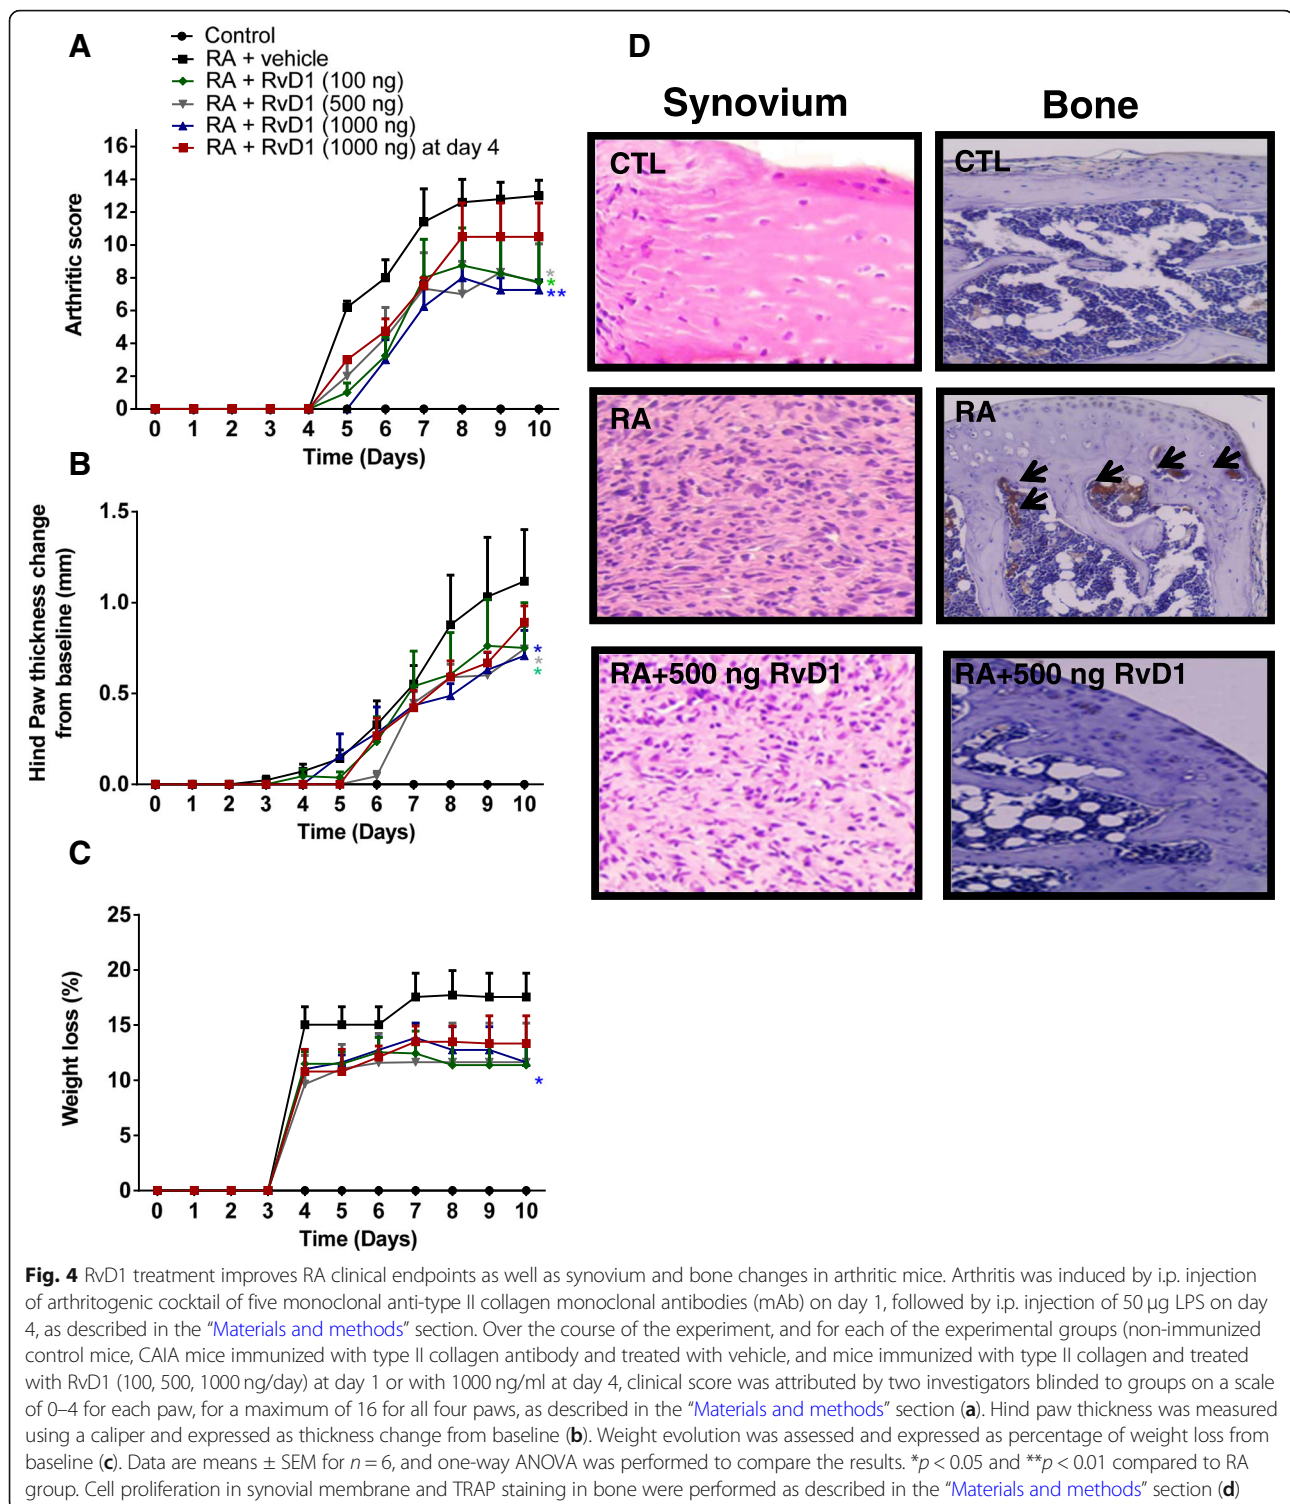 A
Control
RA + vehicle
RA + RvD1 (100 ng)
RA + RvD1 (500 ng)
RA + RvD1 (1000 ng)
RA + RvD1 (1000 ng) at day 4
Arthritic score
16
14
12
10
8
6
4
2
0
*
*
**
0 1 2 3 4 5 6 7 8 9 10
Time (Days)
B
Hind Paw thickness change
from baseline (mm)
1.5
1.0
0.5
0.0
*
*
*
0 1 2 3 4 5 6 7 8 9 10
Time (Days)
C
Weight loss (%)
25
20
15
10
5
0
*
0 1 2 3 4 5 6 7 8 9 10
Time (Days)
D
Synovium Bone
CTL CTL
RA RA
RA+500 ng RvD1 RA+500 ng RvD1
Fig. 4 RvD1 treatment improves RA clinical endpoints as well as synovium and bone changes in arthritic mice. Arthritis was induced by i.p. injection
of arthritogenic cocktail of five monoclonal anti-type II collagen monoclonal antibodies (mAb) on day 1, followed by i.p. injection of 50 μg LPS on day
4, as described in the “Materials and methods” section. Over the course of the experiment, and for each of the experimental groups (non-immunized
control mice, CAIA mice immunized with type II collagen antibody and treated with vehicle, and mice immunized with type II collagen and treated
with RvD1 (100, 500, 1000 ng/day) at day 1 or with 1000 ng/ml at day 4, clinical score was attributed by two investigators blinded to groups on a scale
of 0–4 for each paw, for a maximum of 16 for all four paws, as described in the “Materials and methods” section (a). Hind paw thickness was measured
using a caliper and expressed as thickness change from baseline (b). Weight evolution was assessed and expressed as percentage of weight loss from
baseline (c). Data are means ± SEM for n = 6, and one-way ANOVA was performed to compare the results. *p < 0.05 and **p < 0.01 compared to RA
group. Cell proliferation in synovial membrane and TRAP staining in bone were performed as described in the “Materials and methods” section (d)